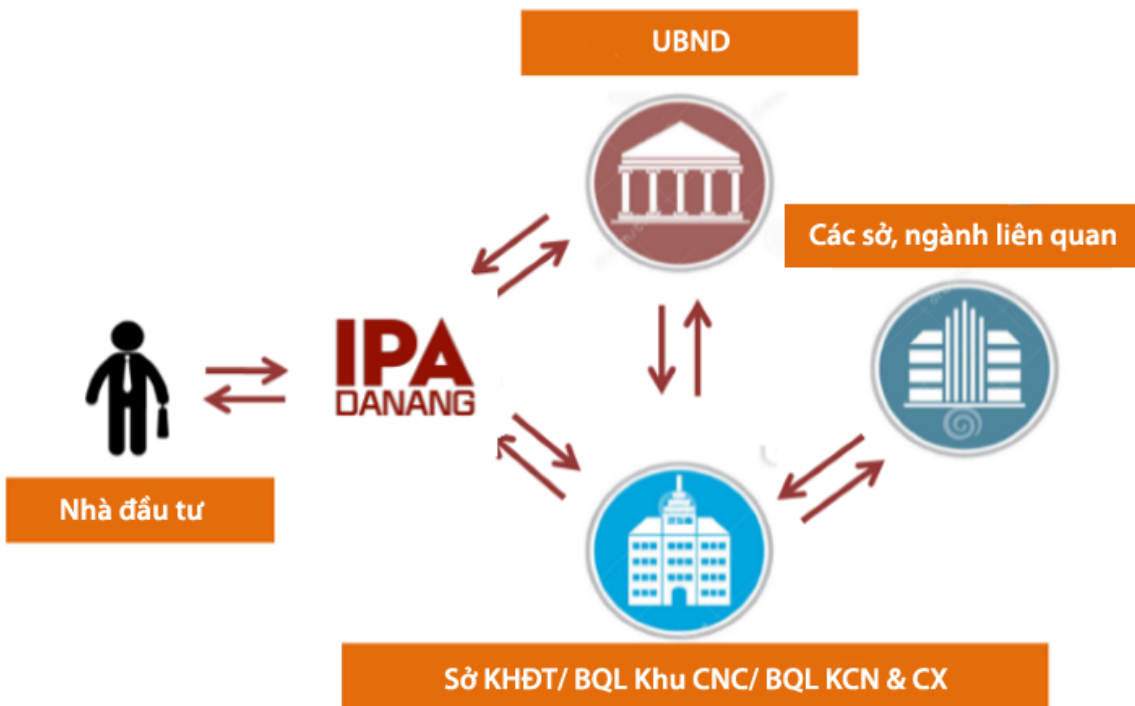 UBND
Các sở, ngành liên quan
IPA
DANANG
Nhà đầu tư
Sở KHĐT/ BQL Khu CNC/ BQL KCN & CX